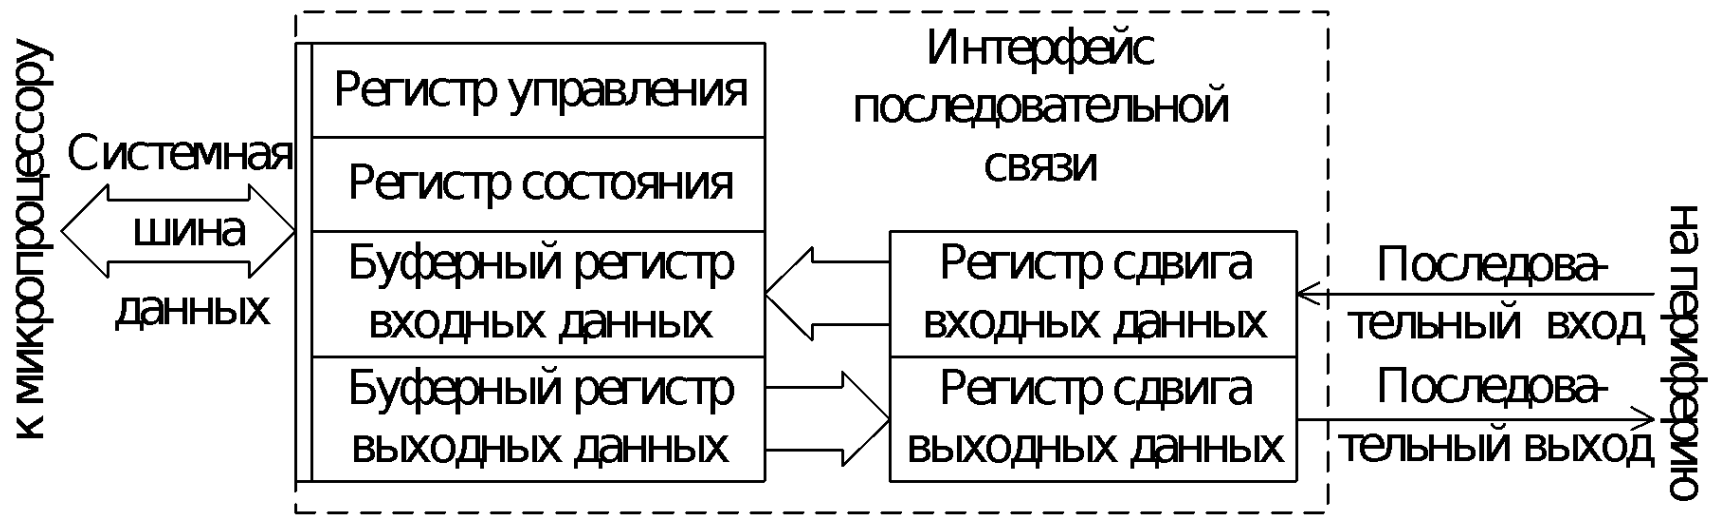 к микропроцессору
Системная
шина
данных
Регистр управления
Регистр состояния
Буферный регистр
входных данных
Буферный регистр
выходных данных
Интерфейс
последовательной
связи
Регистр сдвига
входных данных
Регистр сдвига
выходных данных
Последова-
тельный вход
Последова-
тельный выход
на периферию